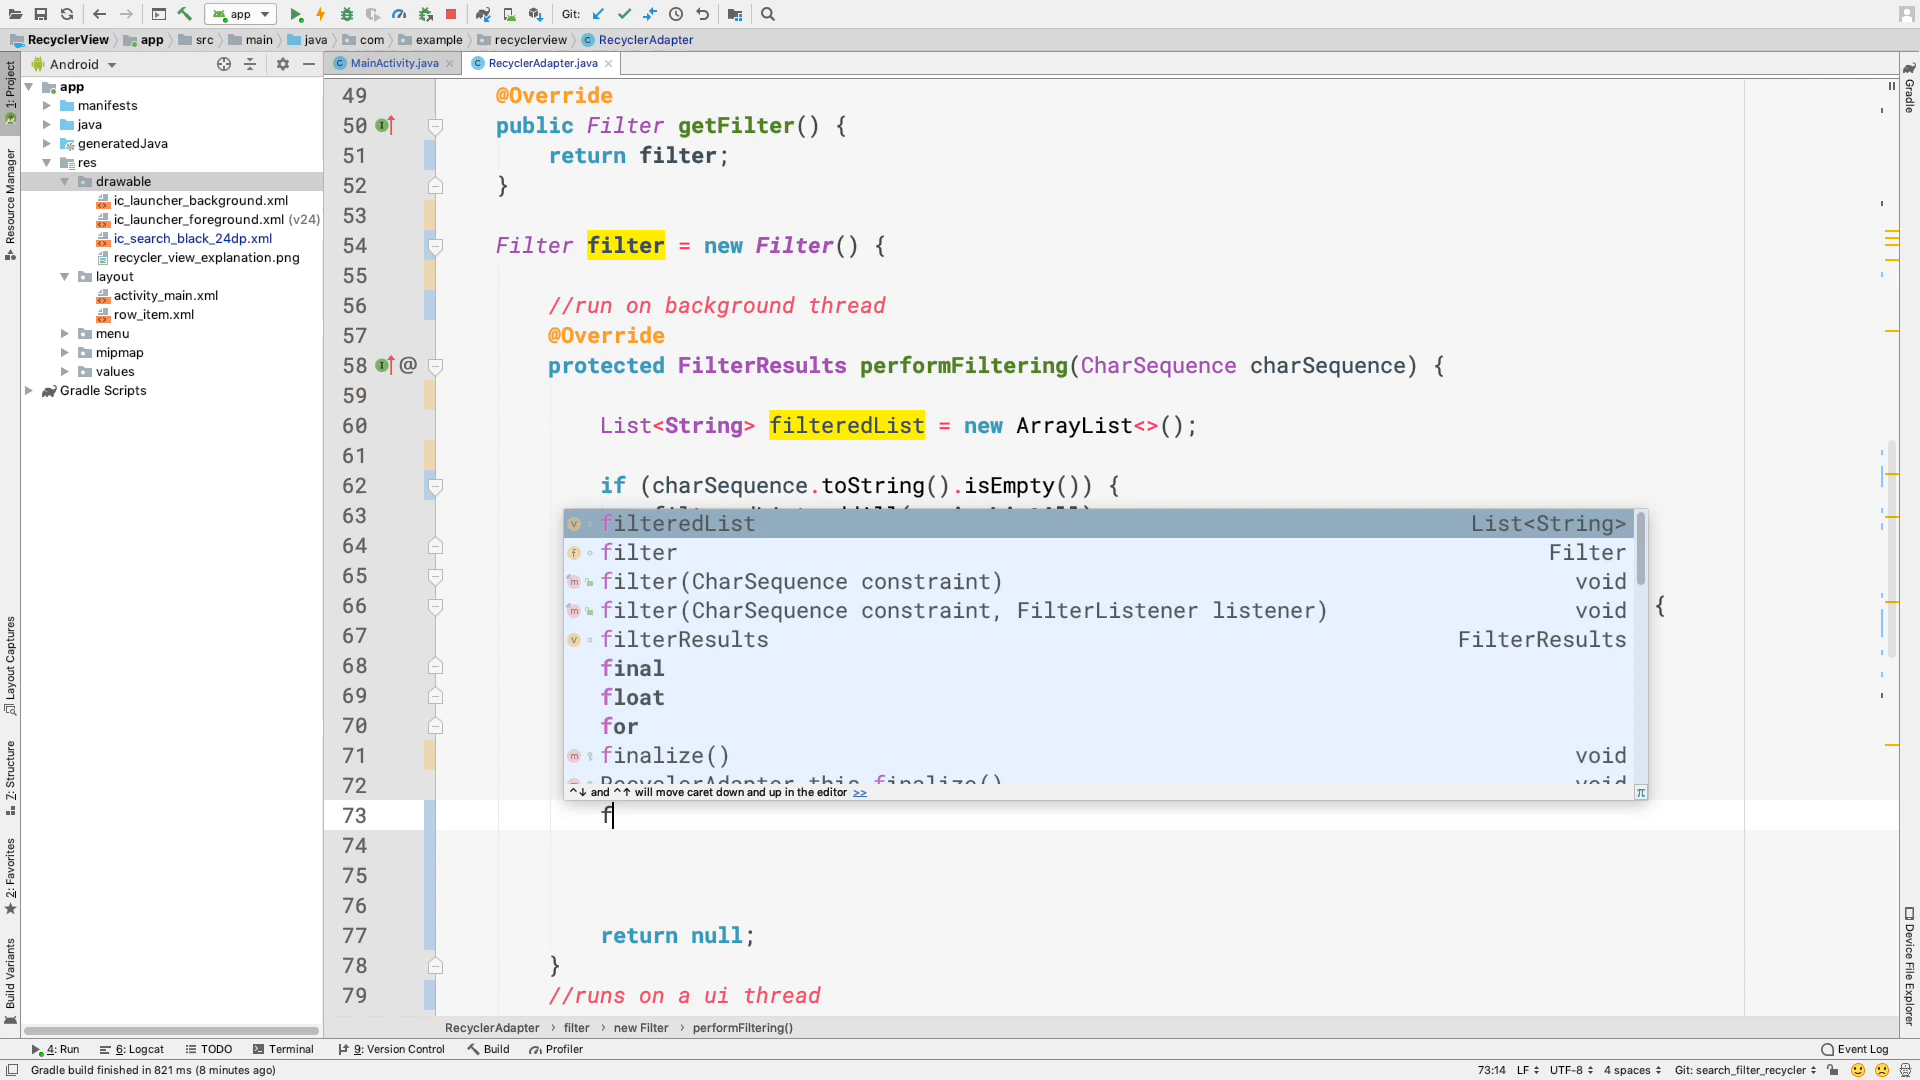 app
Git:
RecyclerView
app
src
main
java
com
example
recyclerview
RecyclerAdapter
Android
MainActivity.java
RecyclerAdapter.java
1: Project
Resource Manager
Layout Captures
Z: Structure
2: Favorites
Build Variants
app
manifests
java
generatedJava
res
drawable
ic_launcher_background.xml
ic_launcher_foreground.xml (v24)
ic_search_black_24dp.xml
recycler_view_explanation.png
layout
activity_main.xml
row_item.xml
menu
mipmap
values
Gradle Scripts
49 @Override
50 public Filter getFilter() {
51 return filter;
52 }
53
54 Filter filter = new Filter() {
55
56 //run on background thread
57 @Override
58 @ protected FilterResults performFiltering(CharSequence charSequence) {
59
60 List<String> filteredList = new ArrayList<>();
61
62 if (charSequence.toString().isEmpty()) {
63
64
65
66 {
67
68
69
70
71
72
filteredList List<String>
filter Filter
filter(CharSequence constraint) void
filter(CharSequence constraint, FilterListener listener) void
filterResults FilterResults
final
float
for
finalize() void
RecyclerAdapter.this.finalize() void
^↓ and ^↑ will move caret down and up in the editor >>
π
73 f
74
75
76
77 return null;
78 }
79 //runs on a ui thread
RecyclerAdapter › filter › new Filter › performFiltering()
Gradle
Device File Explorer
4: Run
6: Logcat
TODO
Terminal
9: Version Control
Build
Profiler
Event Log
Gradle build finished in 821 ms (8 minutes ago)
73:14
LF
UTF-8
4 spaces
Git: search_filter_recycler